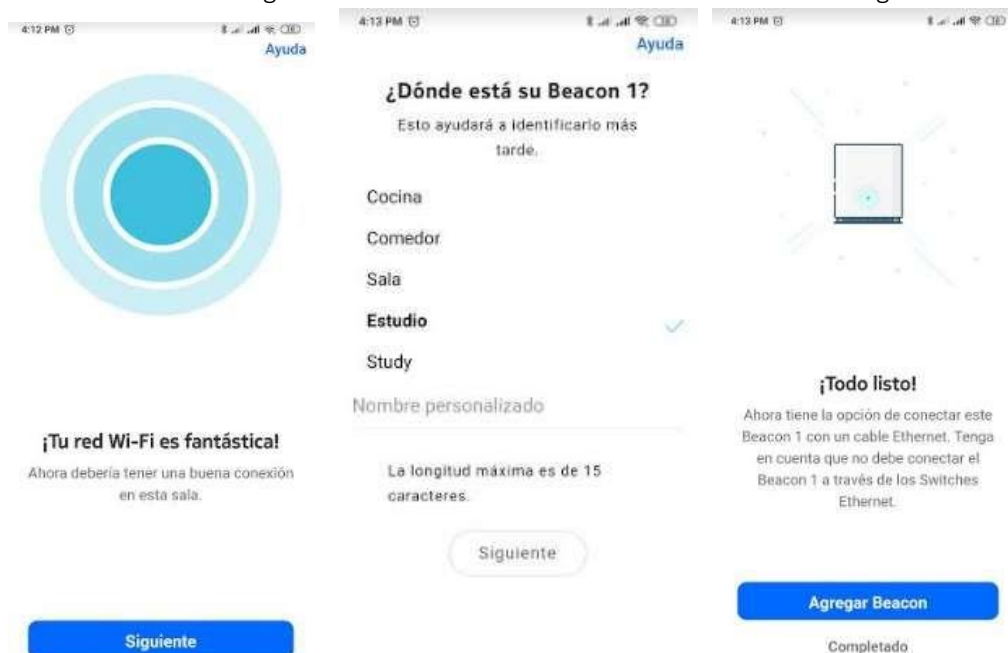 4:12 PM
Ayuda
¡Tu red Wi-Fi es fantástica!
Ahora debería tener una buena conexión
en esta sala.
Siguiente
4:13 PM
Ayuda
¿Dónde está su Beacon 1?
Esto ayudará a identificarlo más
tarde.
Cocina
Comedor
Sala
Estudio
Study
Nombre personalizado
La longitud máxima es de 15
caracteres.
Siguiente
4:13 PM
¡Todo listo!
Ahora tiene la opción de conectar este
Beacon 1 con un cable Ethernet. Tenga
en cuenta que no debe conectar el
Beacon 1 a través de los Switches
Ethernet.
Agregar Beacon
Completado